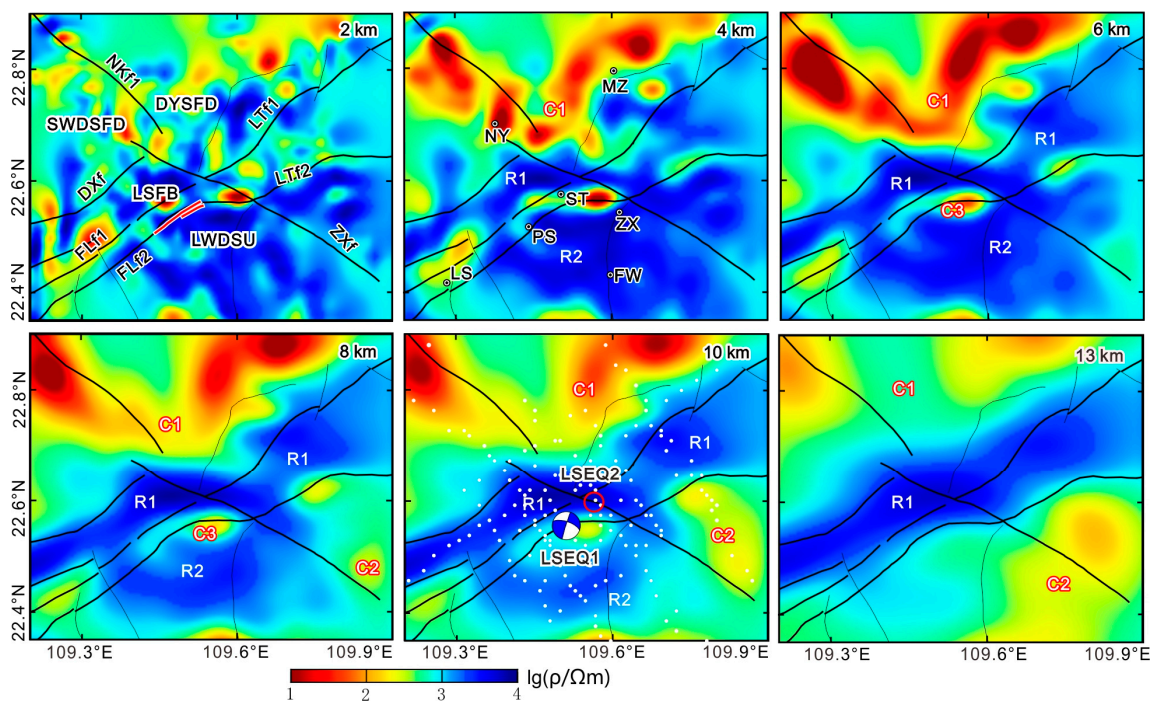 2 km
NKf1
DYSFD
SWDSFD
LTf1
DXf
LSFB
LTf2
LWDSU
FLf1
FLf2
ZXf
22.8°N
22.6°N
22.4°N
4 km
MZ
C1
NY
R1
ST
ZX
PS
R2
FW
LS
6 km
C1
R1
R1
C3
R2
8 km
C1
R1
R1
C3
C2
R2
22.8°N
22.6°N
22.4°N
109.3°E
109.6°E
109.9°E
10 km
C1
R1
LSEQ2
R1
C2
LSEQ1
R2
109.3°E
109.6°E
109.9°E
13 km
C1
R1
C2
109.3°E
109.6°E
109.9°E
lg(ρ/Ωm)
1 2 3 4